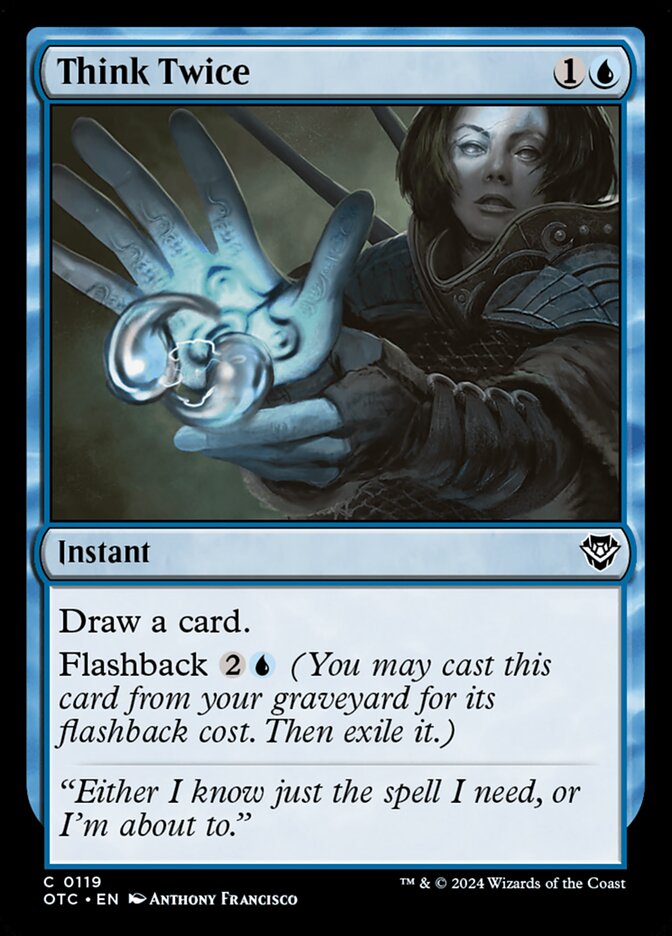 Think Twice 1
Instant
Draw a card.
Flashback 2 (You may cast this
card from your graveyard for its
flashback cost. Then exile it.)
“Either I know just the spell I need, or
I’m about to.”
C 0119
OTC • EN Anthony Francisco
™ & © 2024 Wizards of the Coast